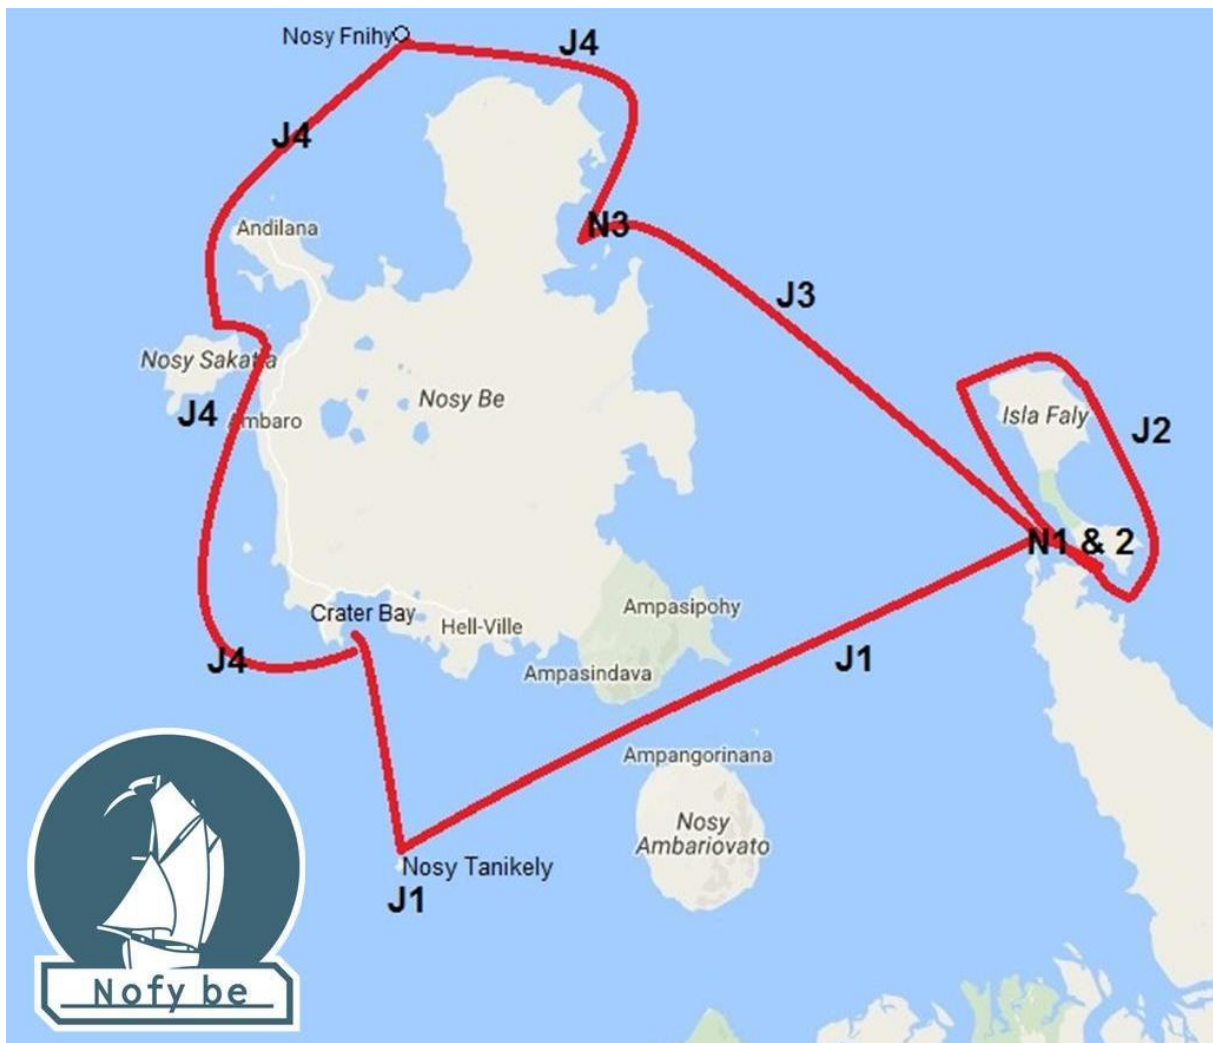 Nosy Fnihy
J4
J4
Andilana
N3
J3
Nosy Sakatia
J4
Ambaro
Nosy Be
Isla Faly
J2
N1 & 2
Crater Bay
Hell-Ville
Ampasipohy
J4
Ampasindava
J1
Ampangorinana
Nosy
Ambariovato
Nosy Tanikely
J1
Nofy be